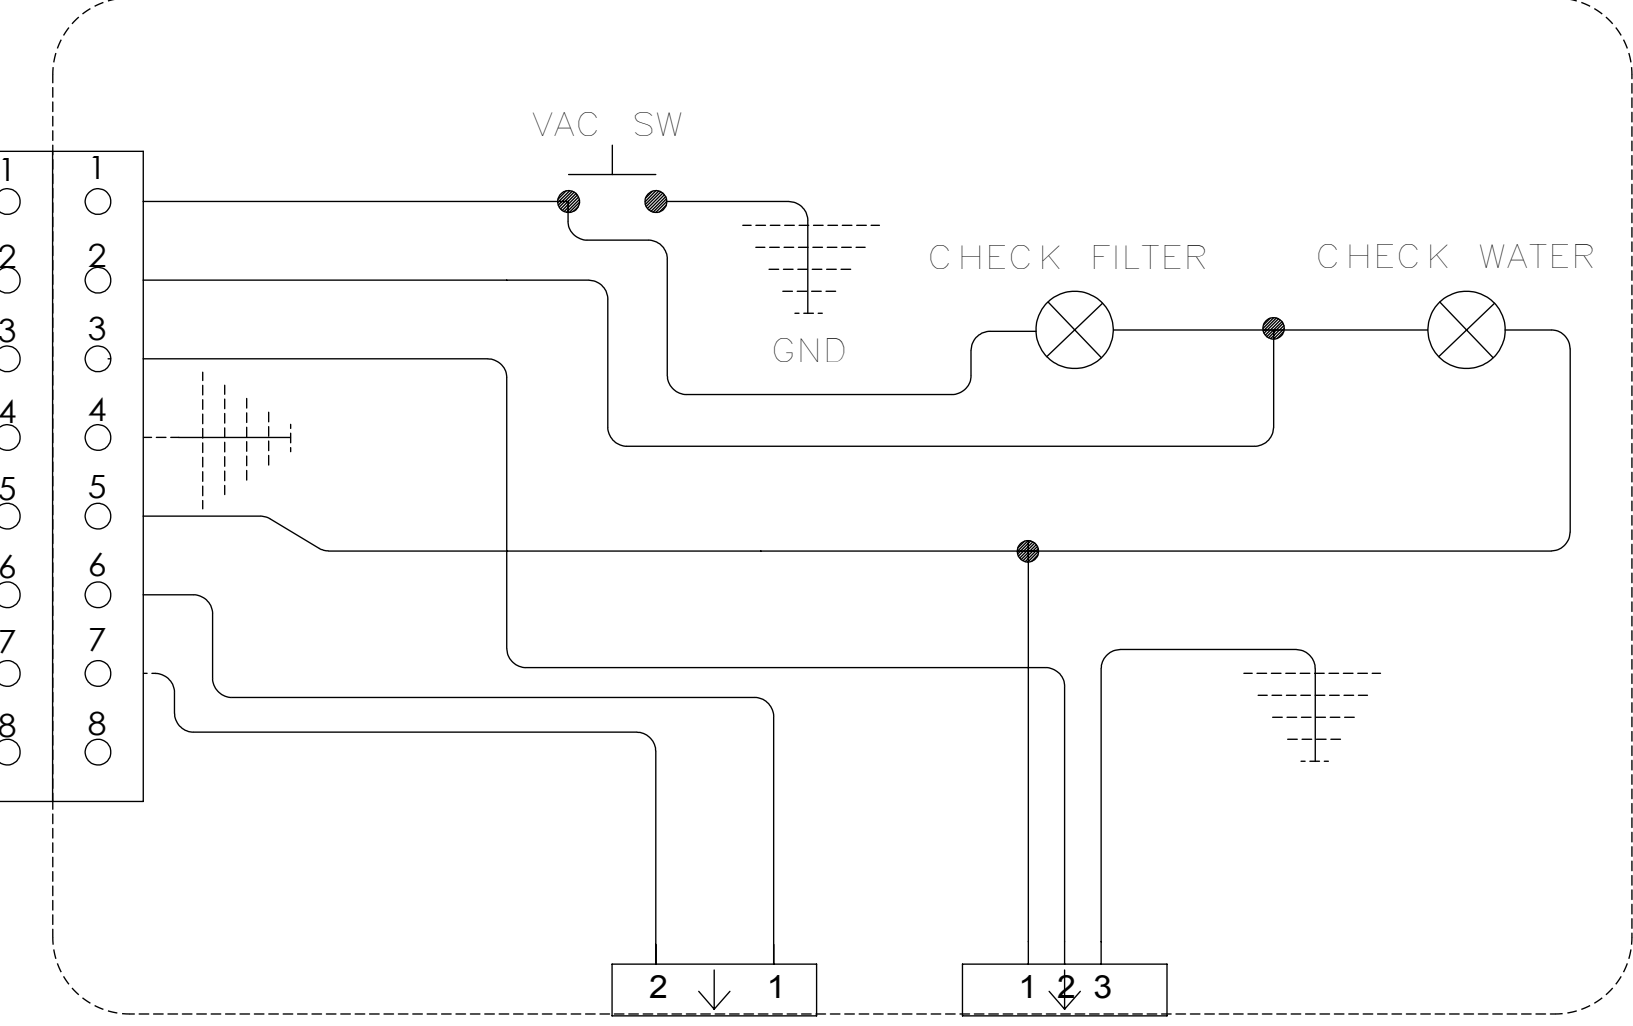 VAC SW
1 1
2 2
CHECK FILTER CHECK WATER
3 3
GND
4 4
5 5
6 6
7 7
8 8
2 1 1 2 3